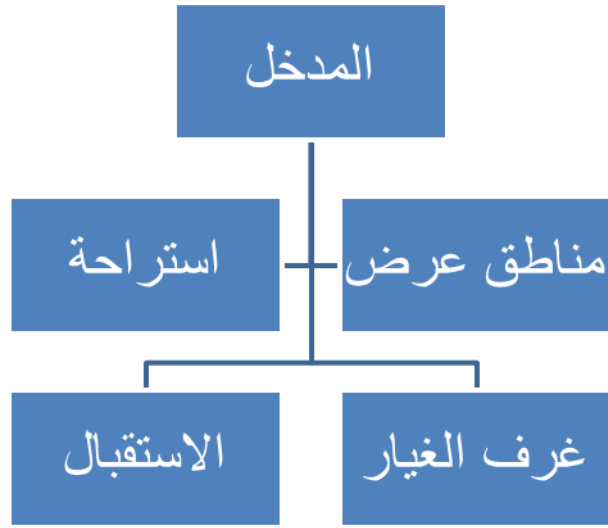 المدخل
مناطق عرض
استراحة
غرف الغيار
الاستقبال